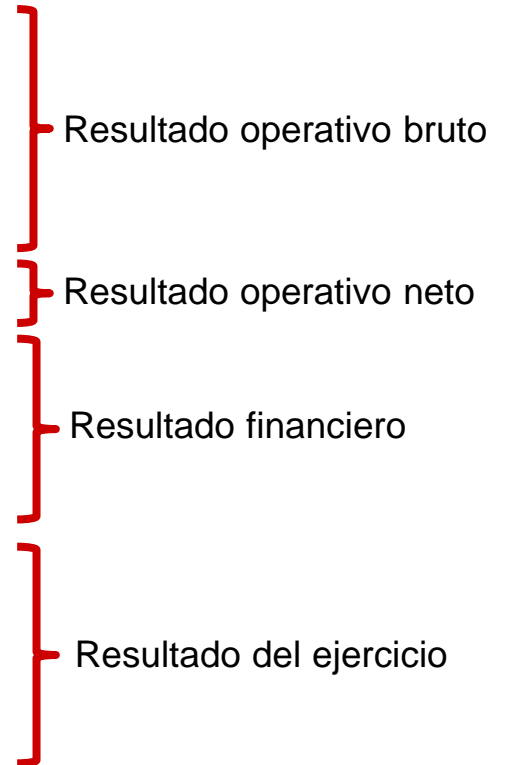 Resultado operativo bruto
Resultado operativo neto
Resultado financiero
Resultado del ejercicio